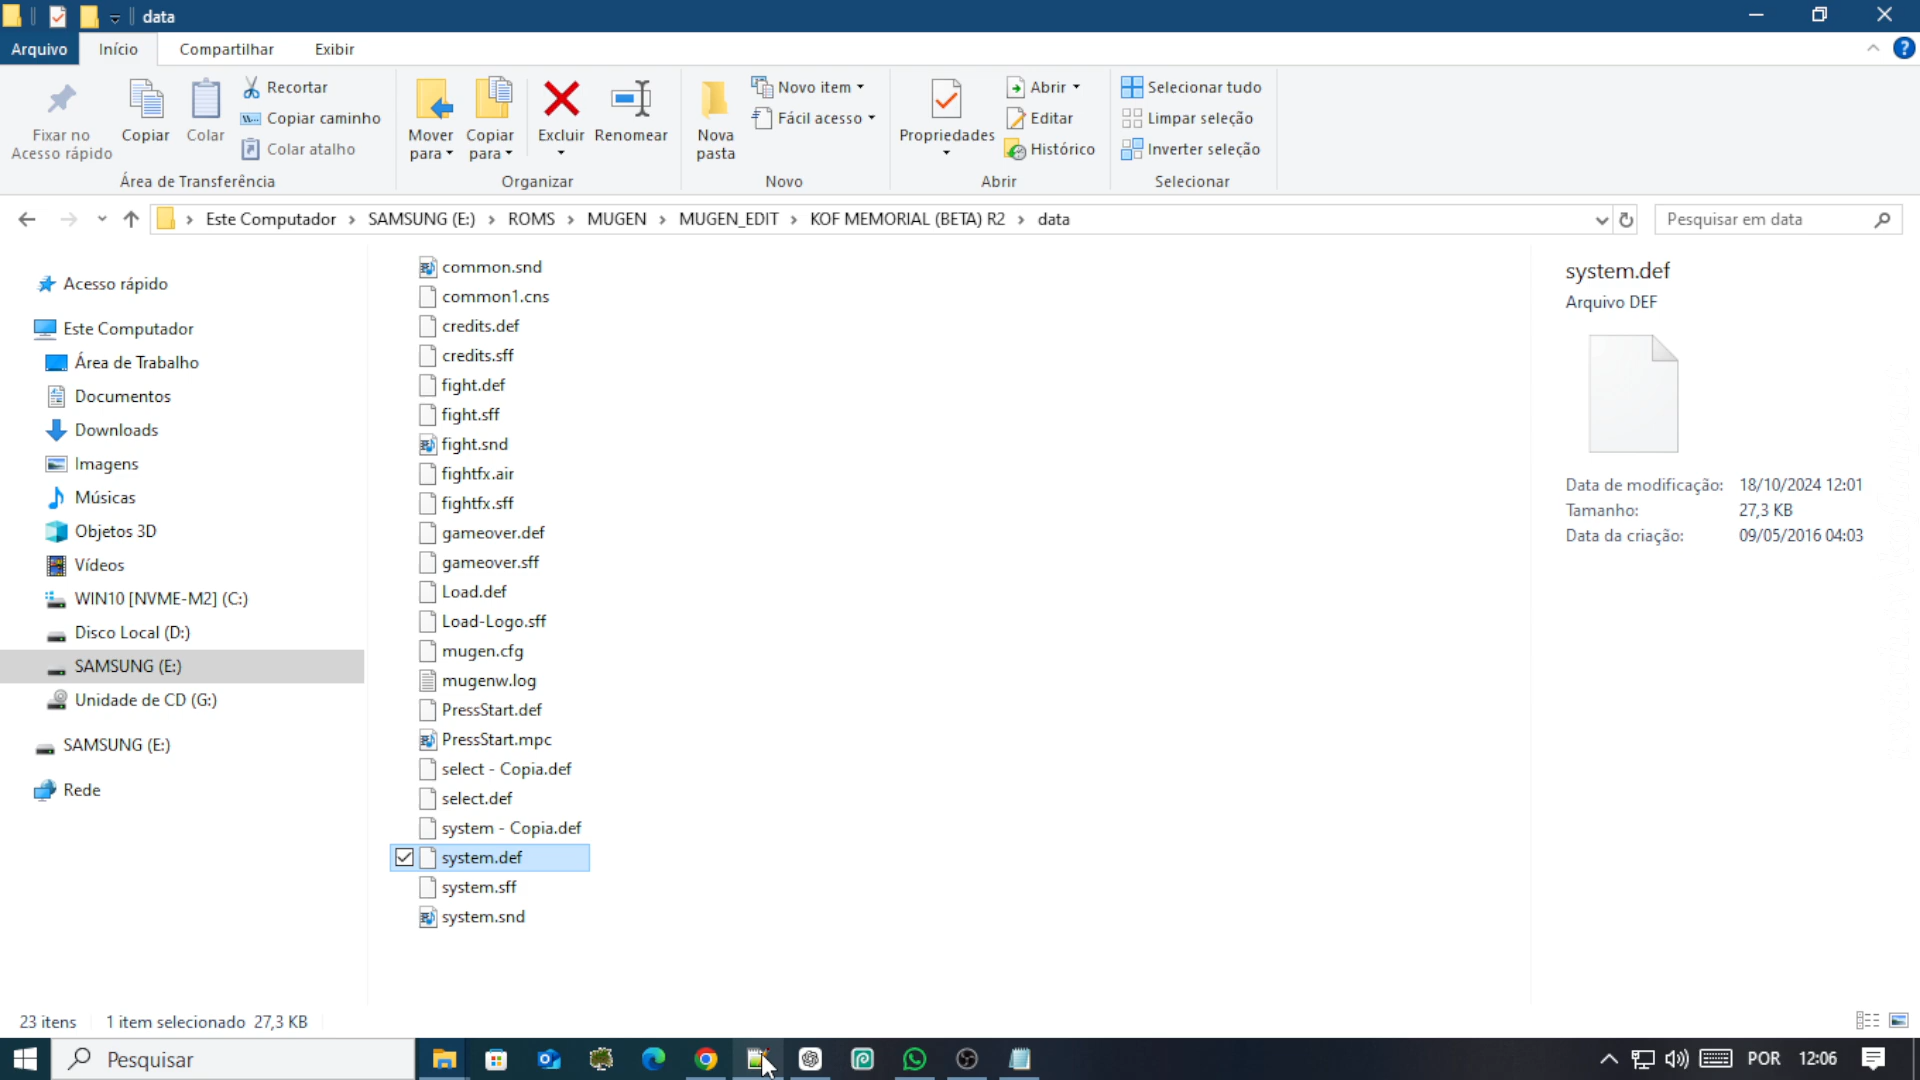 data
Arquivo
Início
Compartilhar
Exibir
Fixar no
Acesso rápido
Copiar
Colar
Recortar
Copiar caminho
Colar atalho
Área de Transferência
Mover
para
Copiar
para
Excluir
Renomear
Organizar
Nova
pasta
Novo item
Fácil acesso
Novo
Propriedades
Abrir
Editar
Histórico
Abrir
Selecionar tudo
Limpar seleção
Inverter seleção
Selecionar
Este Computador > SAMSUNG (E:) > ROMS > MUGEN > MUGEN_EDIT > KOF MEMORIAL (BETA) R2 > data
Pesquisar em data
Acesso rápido
Este Computador
Área de Trabalho
Documentos
Downloads
Imagens
Músicas
Objetos 3D
Vídeos
WIN10 [NVME-M2] (C:)
Disco Local (D:)
SAMSUNG (E:)
Unidade de CD (G:)
SAMSUNG (E:)
Rede
common.snd
common1.cns
credits.def
credits.sff
fight.def
fight.sff
fight.snd
fightfx.air
fightfx.sff
gameover.def
gameover.sff
Load.def
Load-Logo.sff
mugen.cfg
mugenw.log
PressStart.def
PressStart.mpc
select - Copia.def
select.def
system - Copia.def
system.def
system.sff
system.snd
system.def
Arquivo DEF
Data de modificação: 18/10/2024 12:01
Tamanho: 27,3 KB
Data da criação: 09/05/2016 04:03
23 itens
1 item selecionado 27,3 KB
Pesquisar
POR
12:06